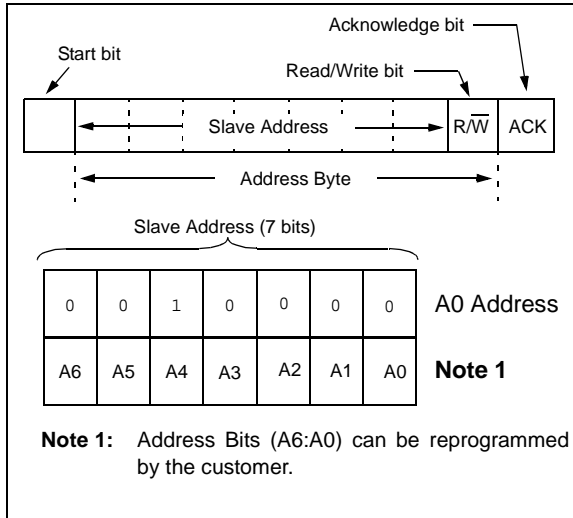 Acknowledge bit
Start bit
Read/Write bit
Slave Address R/W̅ ACK
Address Byte
Slave Address (7 bits)
0 0 1 0 0 0 0 A0 Address
A6 A5 A4 A3 A2 A1 A0 Note 1
Note 1: Address Bits (A6:A0) can be reprogrammed
by the customer.